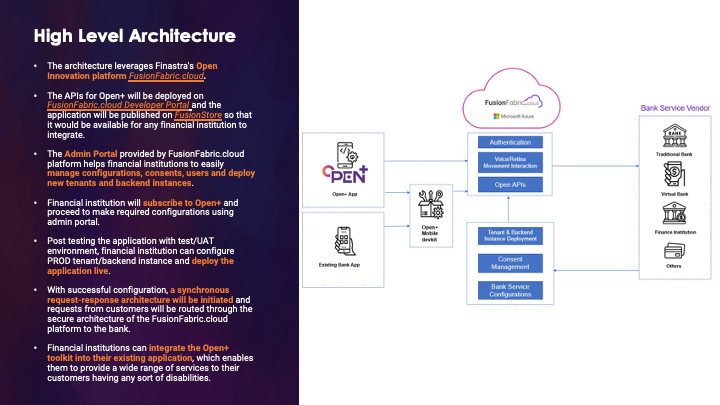 High Level Architecture
• The architecture leverages Finastra's Open
Innovation platform FusionFabric.cloud.
• The APIs for Open+ will be deployed on
FusionFabric.cloud Developer Portal and the
application will be published on FusionStore so that
it would be available for any financial institution to
integrate.
• The Admin Portal provided by FusionFabric.cloud
platform helps financial institutions to easily
manage configurations, consents, users and deploy
new tenants and backend instances.
• Financial institution will subscribe to Open+ and
proceed to make required configurations using
admin portal.
• Post testing the application with test/UAT
environment, financial institution can configure
PROD tenant/backend instance and deploy the
application live.
• With successful configuration, a synchronous
request-response architecture will be initiated and
requests from customers will be routed through the
secure architecture of the FusionFabric.cloud
platform to the bank.
• Financial institutions can integrate the Open+
toolkit into their existing application, which enables
them to provide a wide range of services to their
customers having any sort of disabilities.
OPEN+
Open+ App
Existing Bank App
Open+
Mobile
devkit
FusionFabric.cloud
Microsoft Azure
Authentication
Voice/Retina
Movement Interaction
Open APIs
Tenant & Backend
Instance Deployment
Consent
Management
Bank Service
Configurations
Bank Service Vendor
BANK
Traditional Bank
Virtual Bank
Finance Institution
Others